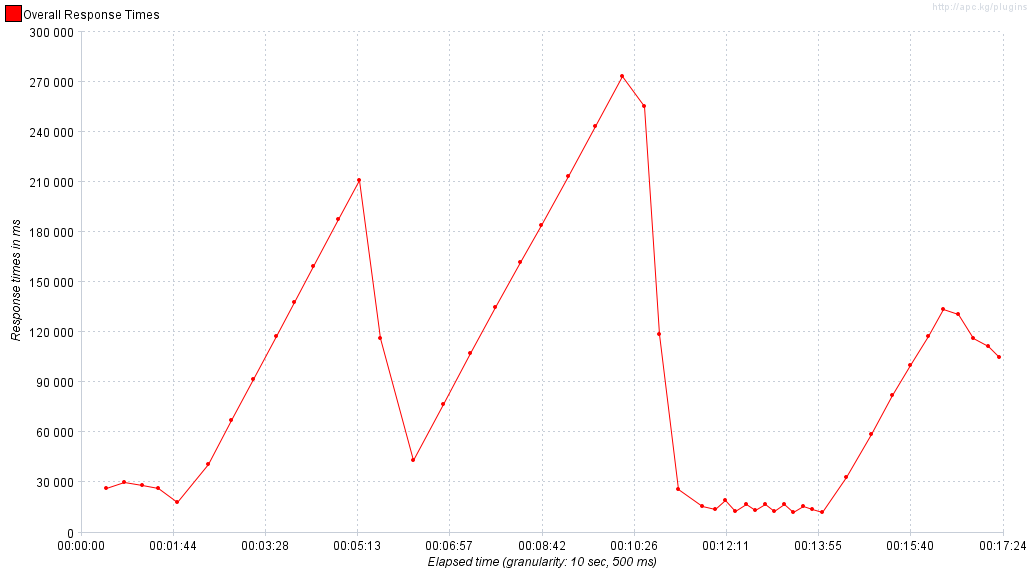 http://apc.kg/plugins
Overall Response Times
300 000
270 000
240 000
210 000
180 000
150 000
120 000
90 000
60 000
30 000
0
Response times in ms
00:00:00 00:01:44 00:03:28 00:05:13 00:06:57 00:08:42 00:10:26 00:12:11 00:13:55 00:15:40 00:17:24
Elapsed time (granularity: 10 sec, 500 ms)